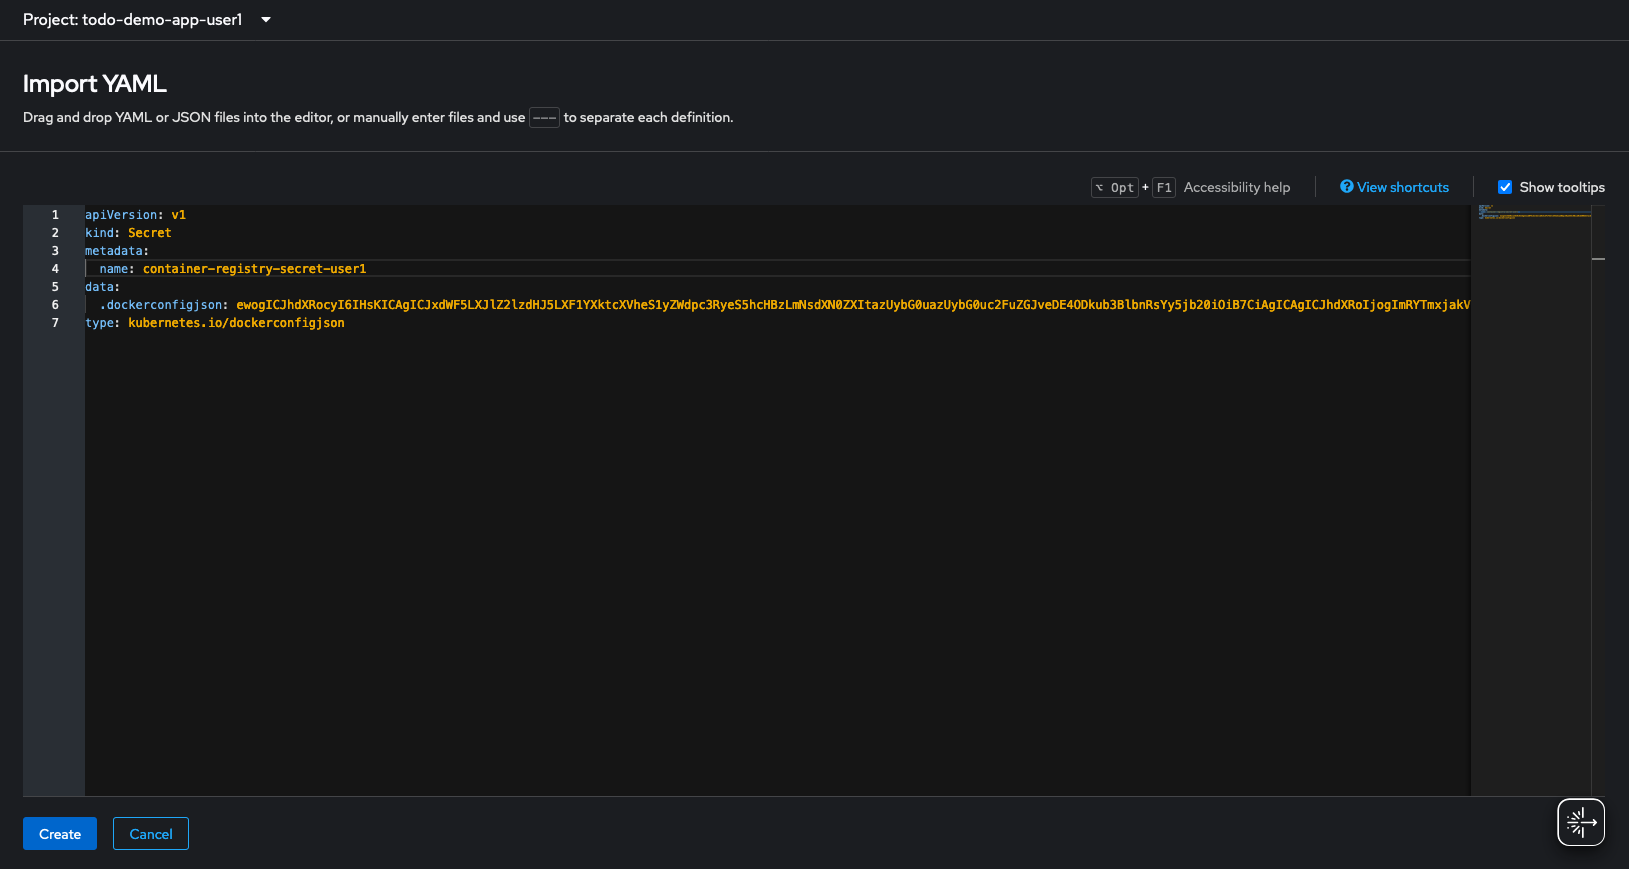 Project: todo-demo-app-user1
Import YAML
Drag and drop YAML or JSON files into the editor, or manually enter files and use --- to separate each definition.
⌥ Opt + F1 Accessibility help View shortcuts Show tooltips
1 apiVersion: v1
2 kind: Secret
3 metadata:
4 name: container-registry-secret-user1
5 data:
6 .dockerconfigjson: ewogICJhdXRocyI6IHsKICAgICJxdWF5LXJlZ2lzdHJ5LXF1YXktcXVheS1yZWdpc3RyeS5hcHBzLmNsdXN0ZXItazUybG0uazUybG0uc2FuZGJveDE4ODkub3BlbnRsYy5jb20iOiB7CiAgICAgICJhdXRoIjogImRYTmxjakV
7 type: kubernetes.io/dockerconfigjson
Create Cancel